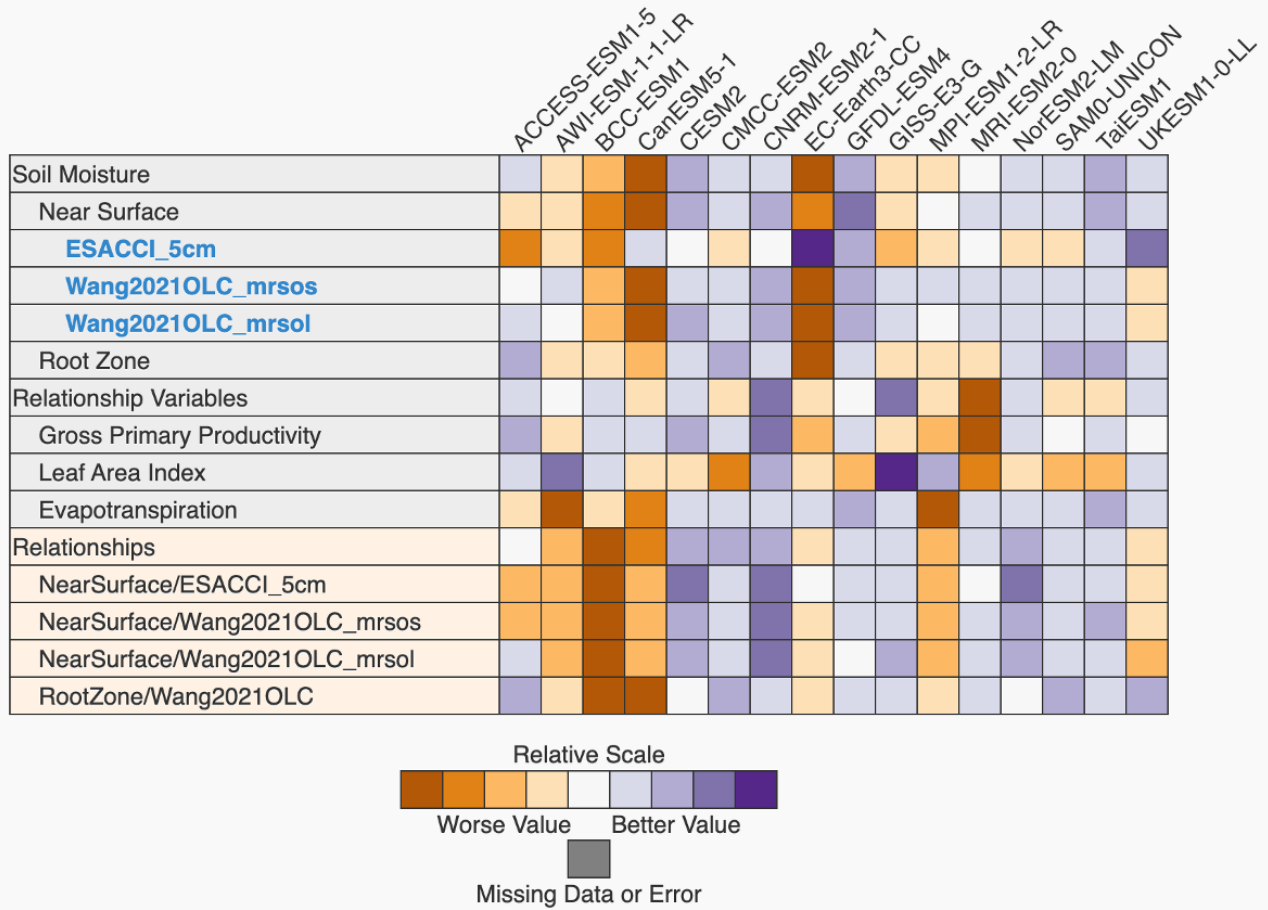 ACCESS-ESM1-5
AWI-ESM-1-1-LR
BCC-ESM1
CanESM5-1
CESM2
CMCC-ESM2
CNRM-ESM2-1
EC-Earth3-CC
GFDL-ESM4
GISS-E3-G
MPI-ESM1-2-LR
MRI-ESM2-0
NorESM2-LM
SAM0-UNICON
TaiESM1
UKESM1-0-LL
Soil Moisture
Near Surface
ESACCI_5cm
Wang2021OLC_mrsos
Wang2021OLC_mrsol
Root Zone
Relationship Variables
Gross Primary Productivity
Leaf Area Index
Evapotranspiration
Relationships
NearSurface/ESACCI_5cm
NearSurface/Wang2021OLC_mrsos
NearSurface/Wang2021OLC_mrsol
RootZone/Wang2021OLC
Relative Scale
Worse Value Better Value
Missing Data or Error